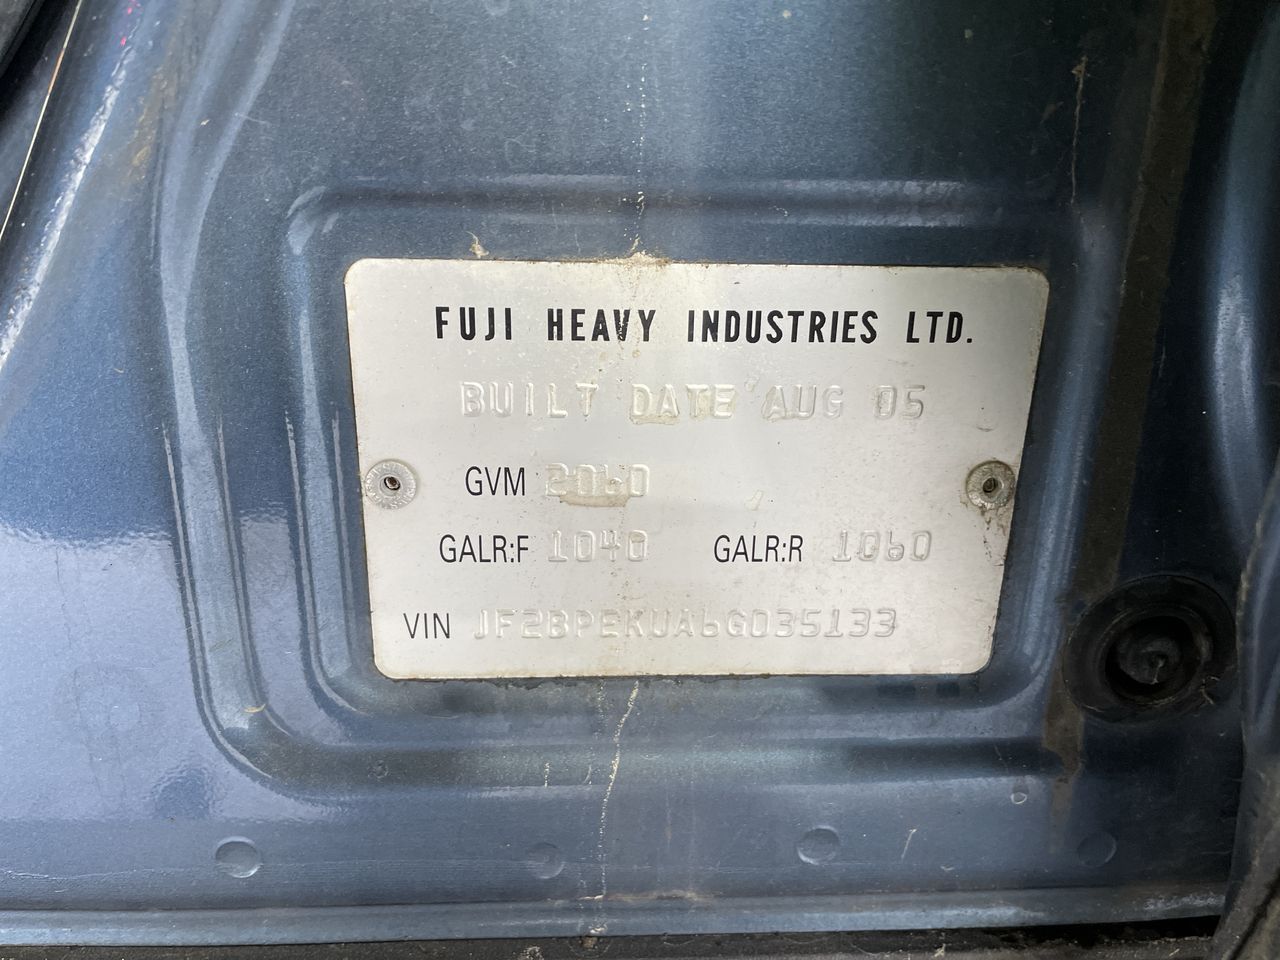 FUJI HEAVY INDUSTRIES LTD.
BUILT DATE AUG 05
GVM 2060
GALR:F 1040 GALR:R 1060
VIN JF2BPEKUA6G035133